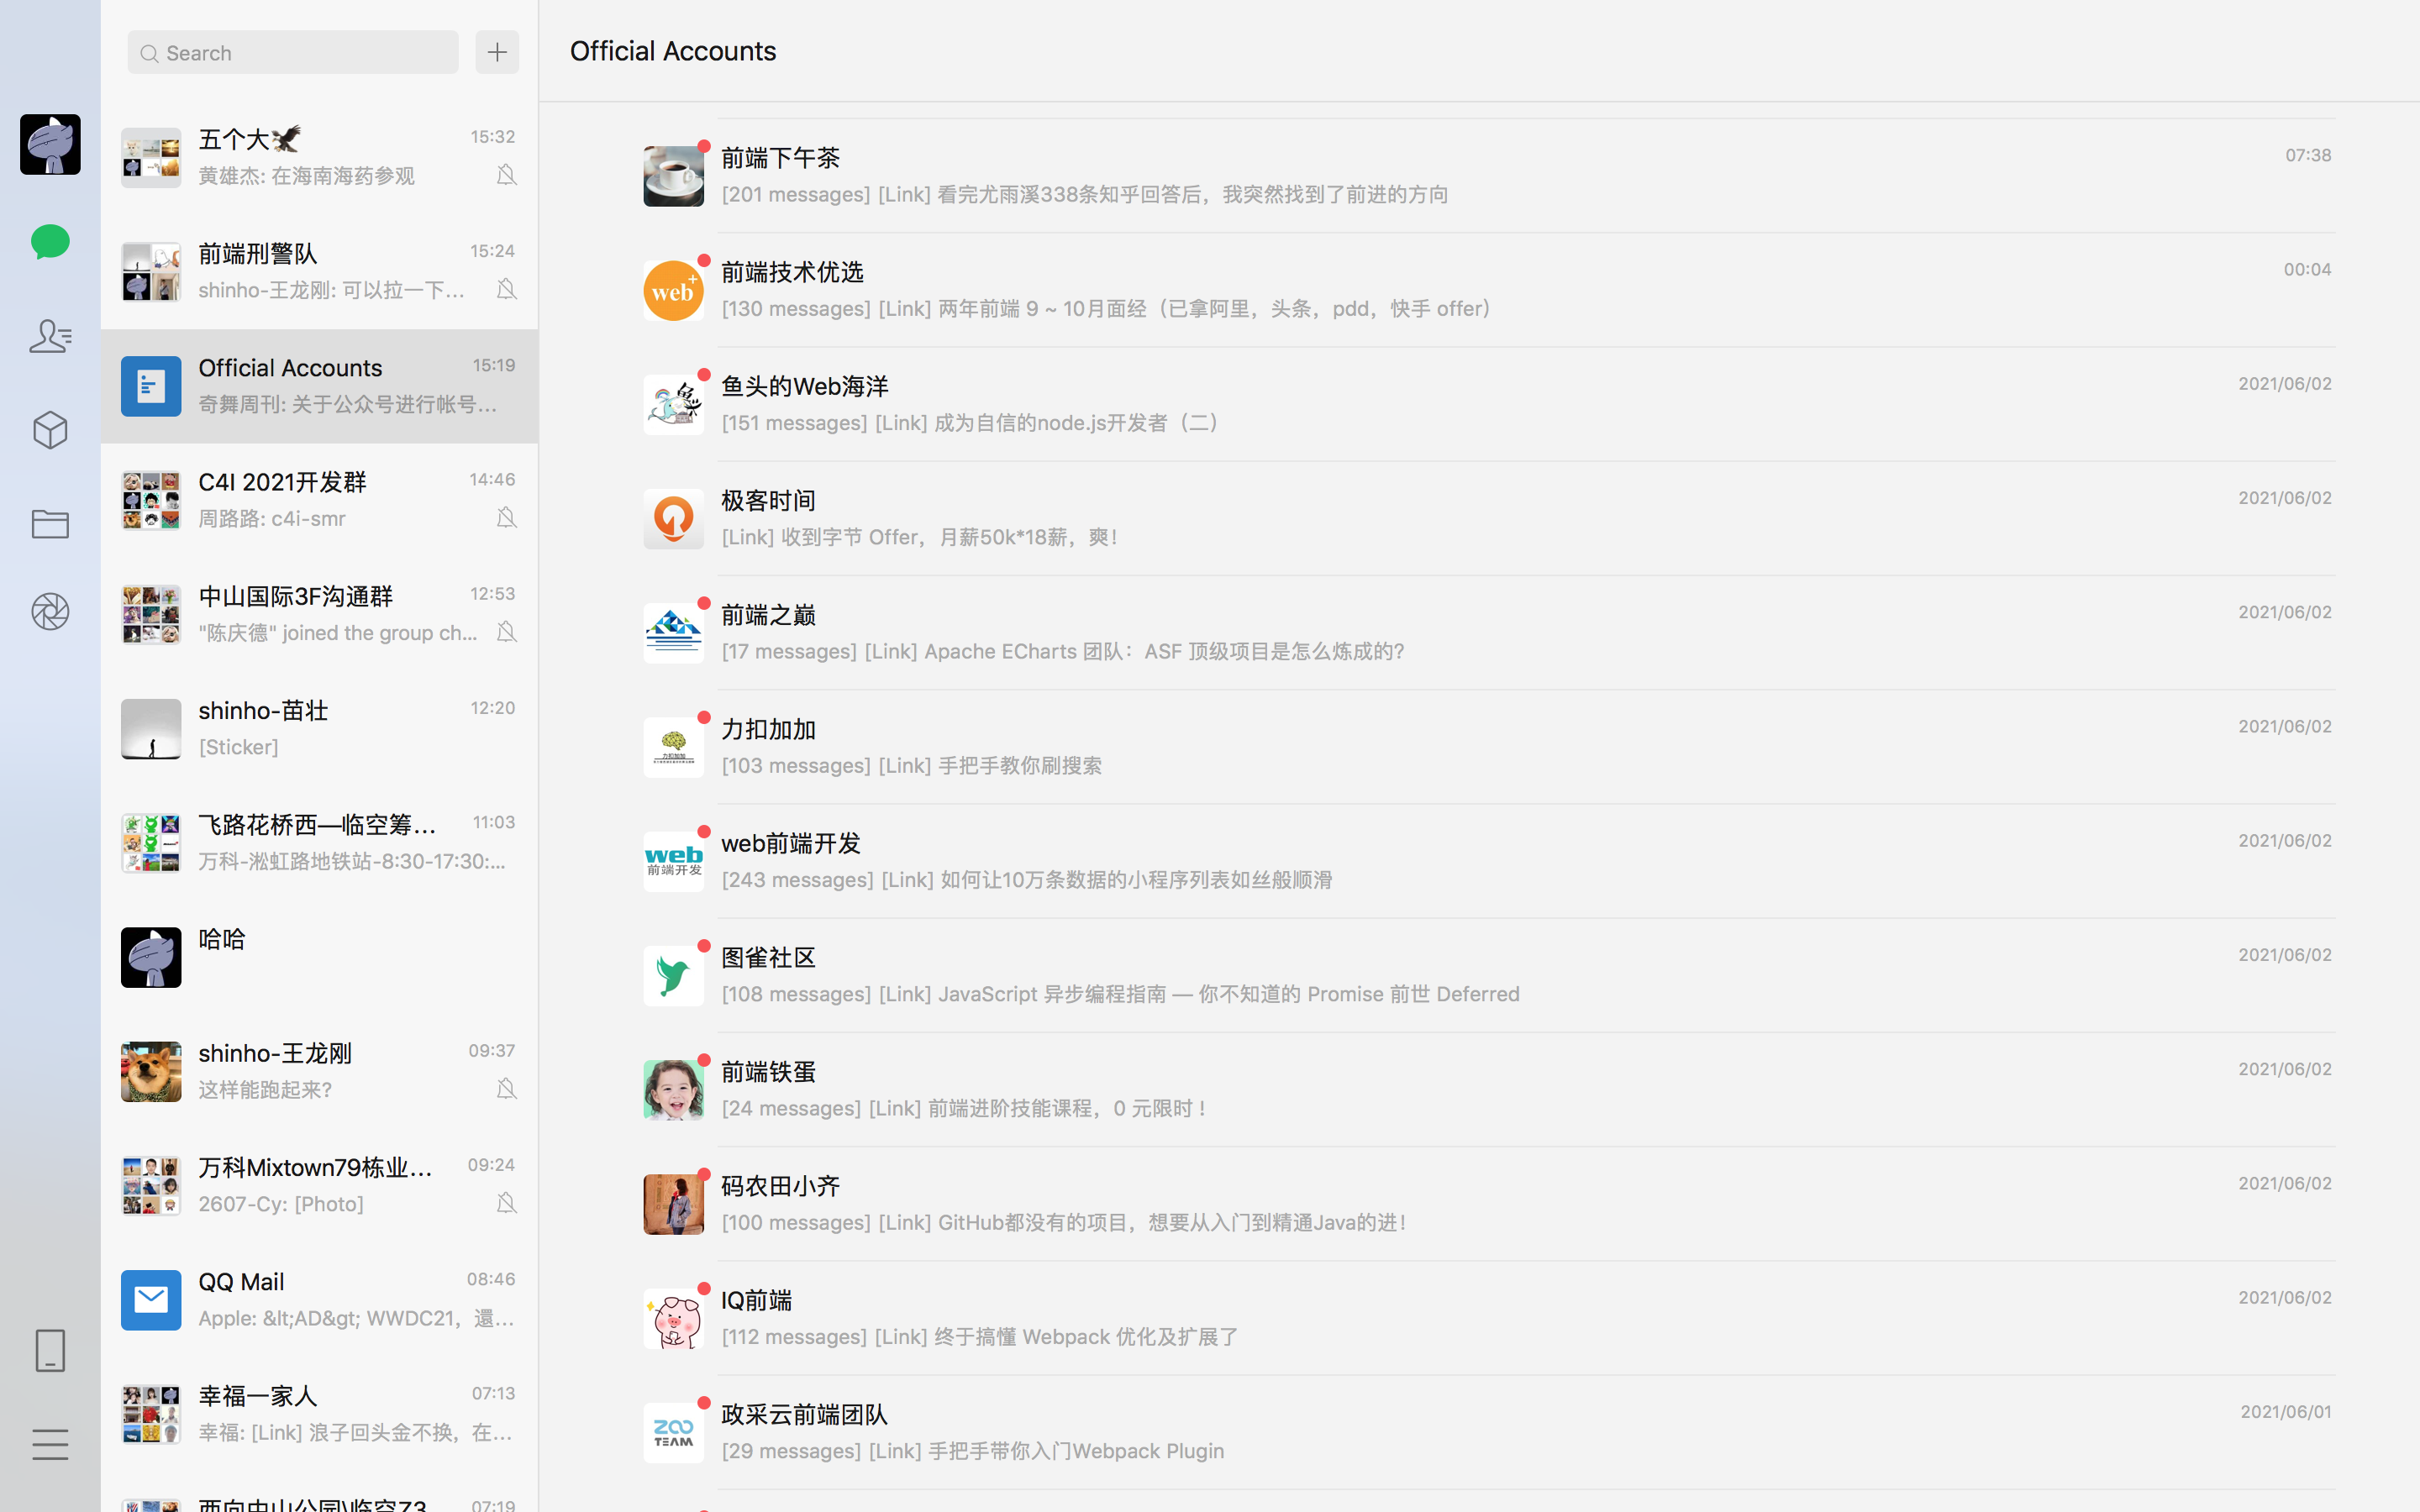 Search
五个大🦅
15:32
黄雄杰: 在海南海药参观
前端刑警队
15:24
shinho-王龙刚: 可以拉一下...
Official Accounts
15:19
奇舞周刊: 关于公众号进行帐号...
C4I 2021开发群
14:46
周路路: c4i-smr
中山国际3F沟通群
12:53
"陈庆德" joined the group ch...
shinho-苗壮
12:20
[Sticker]
飞路花桥西—临空筹...
11:03
万科-淞虹路地铁站-8:30-17:30:...
哈哈
shinho-王龙刚
09:37
这样能跑起来?
万科Mixtown79栋业...
09:24
2607-Cy: [Photo]
QQ Mail
08:46
Apple: &lt;AD&gt; WWDC21，還...
幸福一家人
07:13
幸福: [Link] 浪子回头金不换，在...
西向中山公园\临空Z3
07:19
Official Accounts
前端下午茶
07:38
[201 messages] [Link] 看完尤雨溪338条知乎回答后，我突然找到了前进的方向
web+
前端技术优选
00:04
[130 messages] [Link] 两年前端 9 ~ 10月面经（已拿阿里，头条，pdd，快手 offer）
鱼头的Web海洋
2021/06/02
[151 messages] [Link] 成为自信的node.js开发者（二）
极客时间
2021/06/02
[Link] 收到字节 Offer，月薪50k*18薪，爽！
前端之巅
2021/06/02
[17 messages] [Link] Apache ECharts 团队：ASF 顶级项目是怎么炼成的？
力扣加加
力扣加加
2021/06/02
[103 messages] [Link] 手把手教你刷搜索
web
前端开发
web前端开发
2021/06/02
[243 messages] [Link] 如何让10万条数据的小程序列表如丝般顺滑
图雀社区
2021/06/02
[108 messages] [Link] JavaScript 异步编程指南 — 你不知道的 Promise 前世 Deferred
前端铁蛋
2021/06/02
[24 messages] [Link] 前端进阶技能课程，0 元限时！
码农田小齐
2021/06/02
[100 messages] [Link] GitHub都没有的项目，想要从入门到精通Java的进！
IQ前端
2021/06/02
[112 messages] [Link] 终于搞懂 Webpack 优化及扩展了
ZOO
TEAM
政采云前端团队
2021/06/01
[29 messages] [Link] 手把手带你入门Webpack Plugin